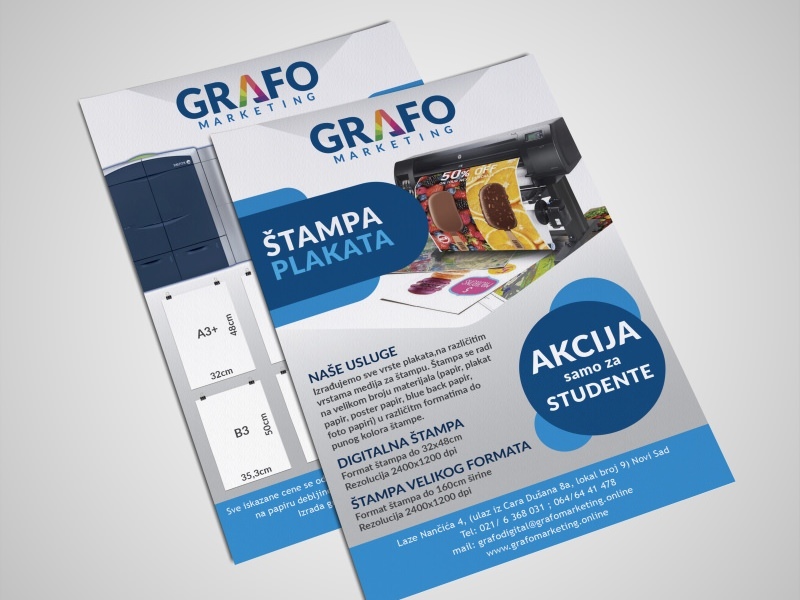 GRAFO
MARKETING
A3+
48cm
32cm
B3
50cm
35,3cm
Sve iskazane cene se od
na papiru debljin
Izrada g
GRAFO
MARKETING
50% OFF
ŠTAMPA
PLAKATA
AKCIJA
samo za
STUDENTE
NAŠE USLUGE
Izrađujemo sve vrste plakata,na različitim
vrstama medija za štampu. Štampa se radi
na velikom broju materijala (papir, plakat
papir, poster papir, blue back papir,
foto papiri) u različitim formatima do
punog kolora štampe.
DIGITALNA ŠTAMPA
Format štampa do 32x48cm
Rezolucija 2400x1200 dpi
ŠTAMPA VELIKOG FORMATA
Format štampa do 160cm širine
Rezolucija 2400x1200 dpi
Laze Nančića 4, (ulaz iz Cara Dušana 8a, lokal broj 9) Novi Sad
Tel: 021/ 6 368 031 ; 064/64 41 478
mail: grafodigital@grafomarketing.online
www.grafomarketing.online